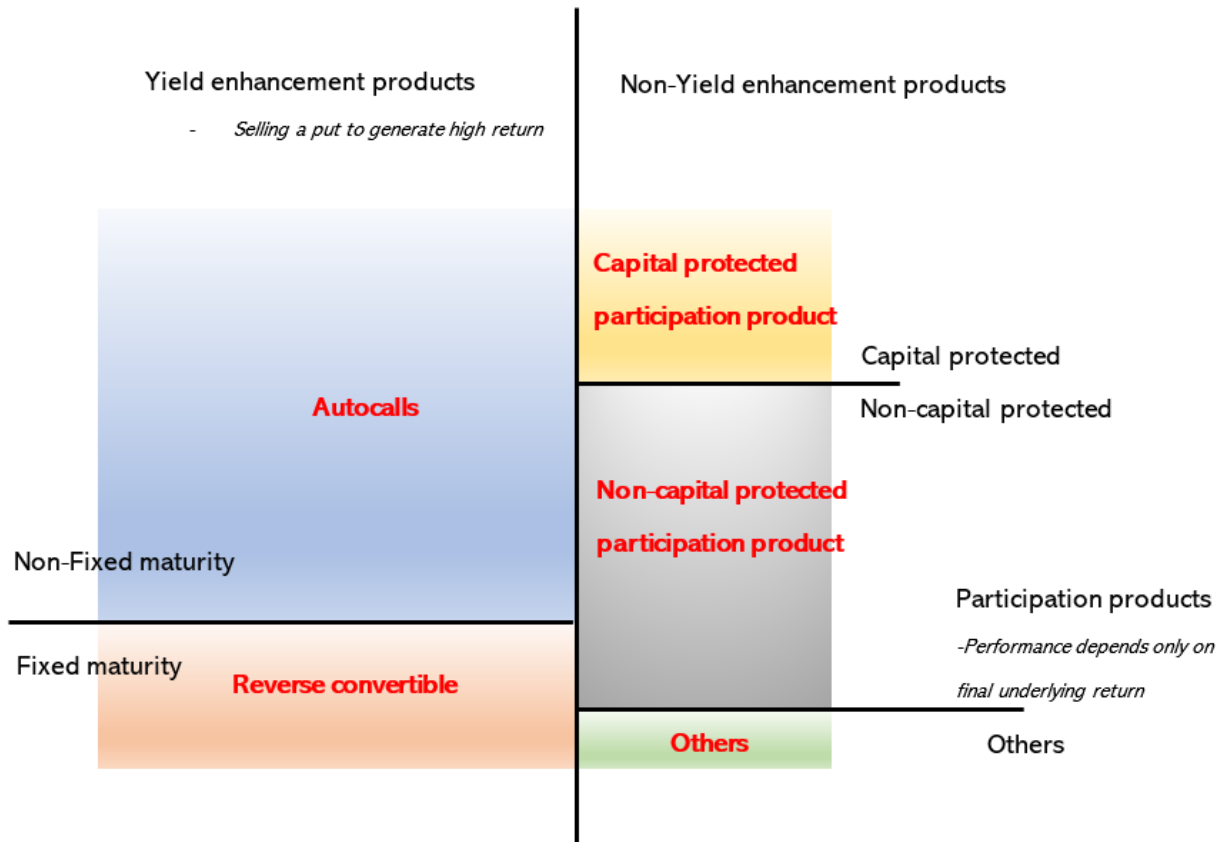 Yield enhancement products
- Selling a put to generate high return
Non-Yield enhancement products
Autocalls
Non-Fixed maturity
Fixed maturity
Reverse convertible
Capital protected
participation product
Capital protected
Non-capital protected
Non-capital protected
participation product
Participation products
-Performance depends only on
final underlying return
Others
Others